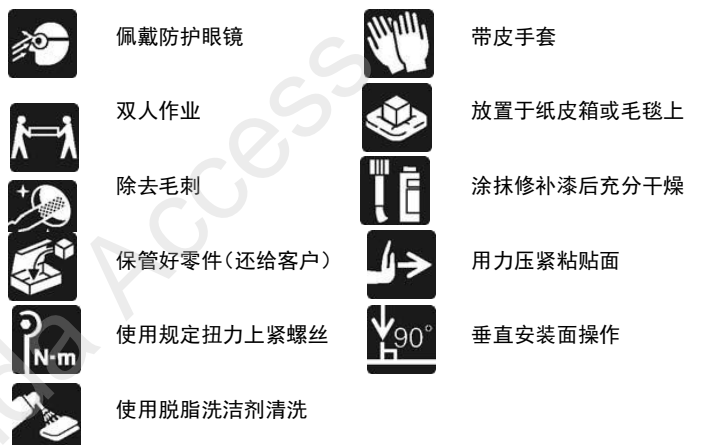 佩戴防护眼镜
带皮手套
双人作业
放置于纸皮箱或毛毯上
除去毛刺
涂抹修补漆后充分干燥
保管好零件(还给客户)
用力压紧粘贴面
N·m
使用规定扭力上紧螺丝
90°
垂直安装面操作
使用脱脂洗洁剂清洗
da Access